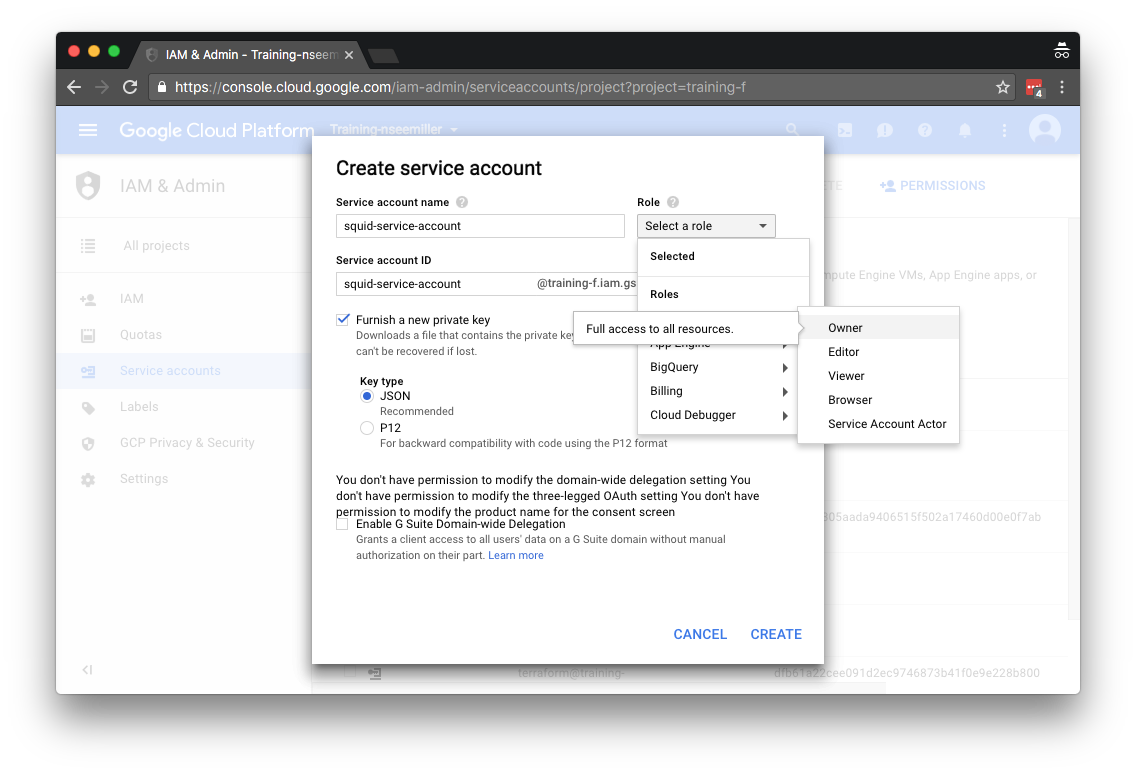 IAM & Admin - Training-nseem
https://console.cloud.google.com/iam-admin/serviceaccounts/project?project=training-f
4
Google Cloud Platform
Training-nseemiller
IAM & Admin
PERMISSIONS
All projects
IAM
Quotas
Service accounts
Labels
GCP Privacy & Security
Settings
Create service account
Service account name
Role
squid-service-account
Select a role
Service account ID
squid-service-account
@training-f.iam.gs
Selected
Roles
Furnish a new private key
Downloads a file that contains the private
can't be recovered if lost.
Full access to all resources.
App Engine
BigQuery
Billing
Cloud Debugger
Owner
Editor
Viewer
Browser
Service Account Actor
Key type
JSON
Recommended
P12
For backward compatibility with code using the P12 format
You don't have permission to modify the domain-wide delegation setting You
don't have permission to modify the three-legged OAuth setting You don't have
permission to modify the product name for the consent screen
Enable G Suite Domain-wide Delegation
Grants a client access to all users' data on a G Suite domain without manual
authorization on their part. Learn more
CANCEL
CREATE
Engine VMs, App Engine apps, or
305aada9406515f502a17460d00e0f7ab
terraform@training-
dfb61a22cee091d2ec9746873b41f0e9e228b800